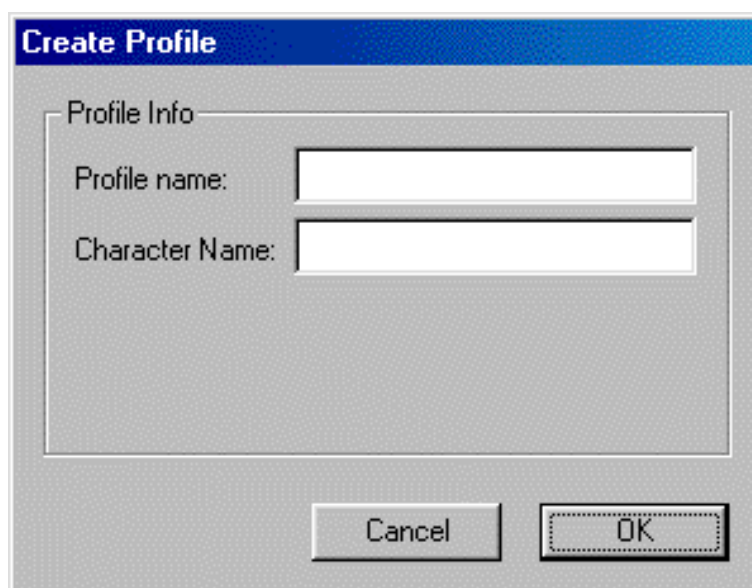 Create Profile
Profile Info
Profile name:
Character Name:
Cancel OK